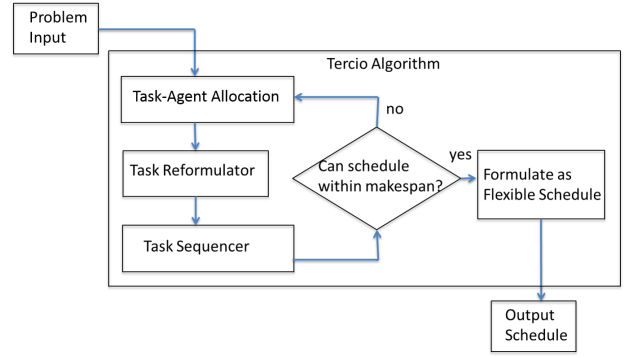 Problem
Input
Tercio Algorithm
Task-Agent Allocation
no
Task Reformulator
Can schedule
within makespan?
yes
Formulate as
Flexible Schedule
Task Sequencer
Output
Schedule